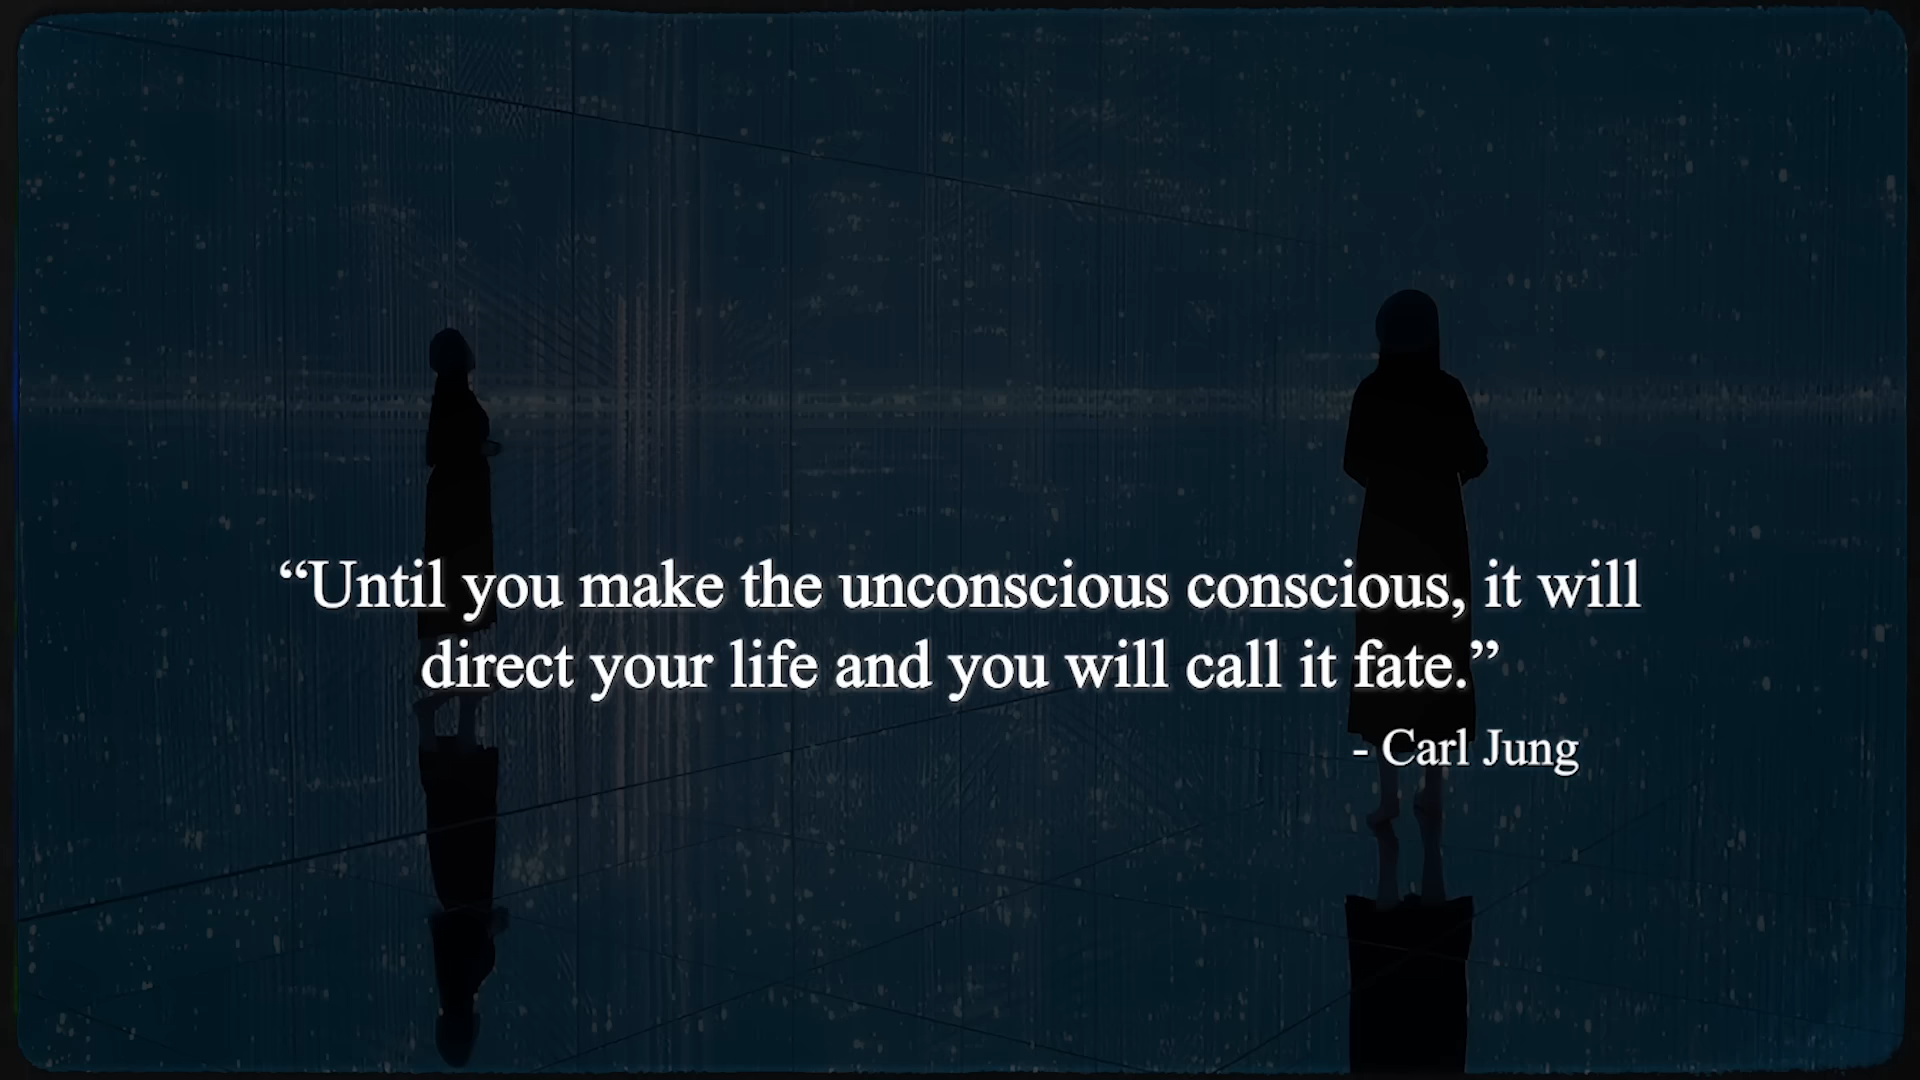 “Until you make the unconscious conscious, it will
direct your life and you will call it fate.”
- Carl Jung